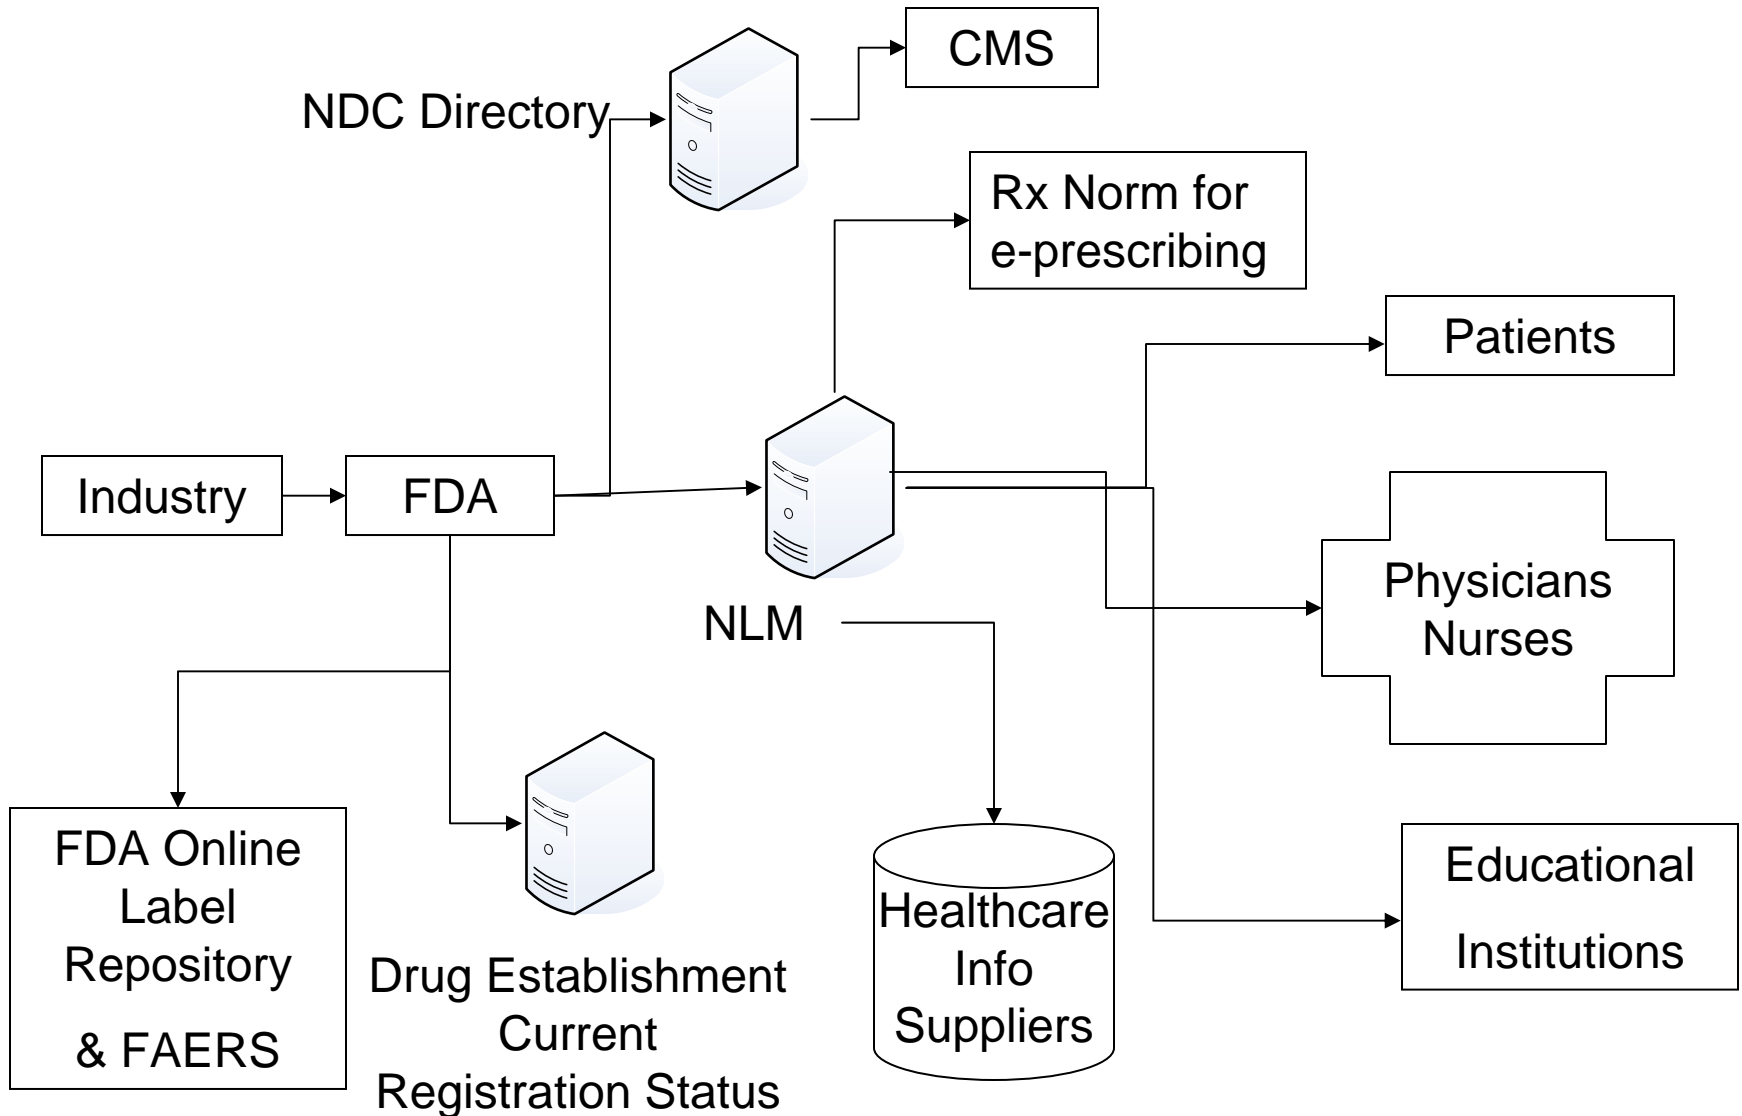 CMS
NDC Directory
Rx Norm for
e-prescribing
Patients
Industry
FDA
Physicians
Nurses
NLM
FDA Online
Label
Repository
& FAERS
Drug Establishment
Current
Registration Status
Healthcare
Info
Suppliers
Educational
Institutions